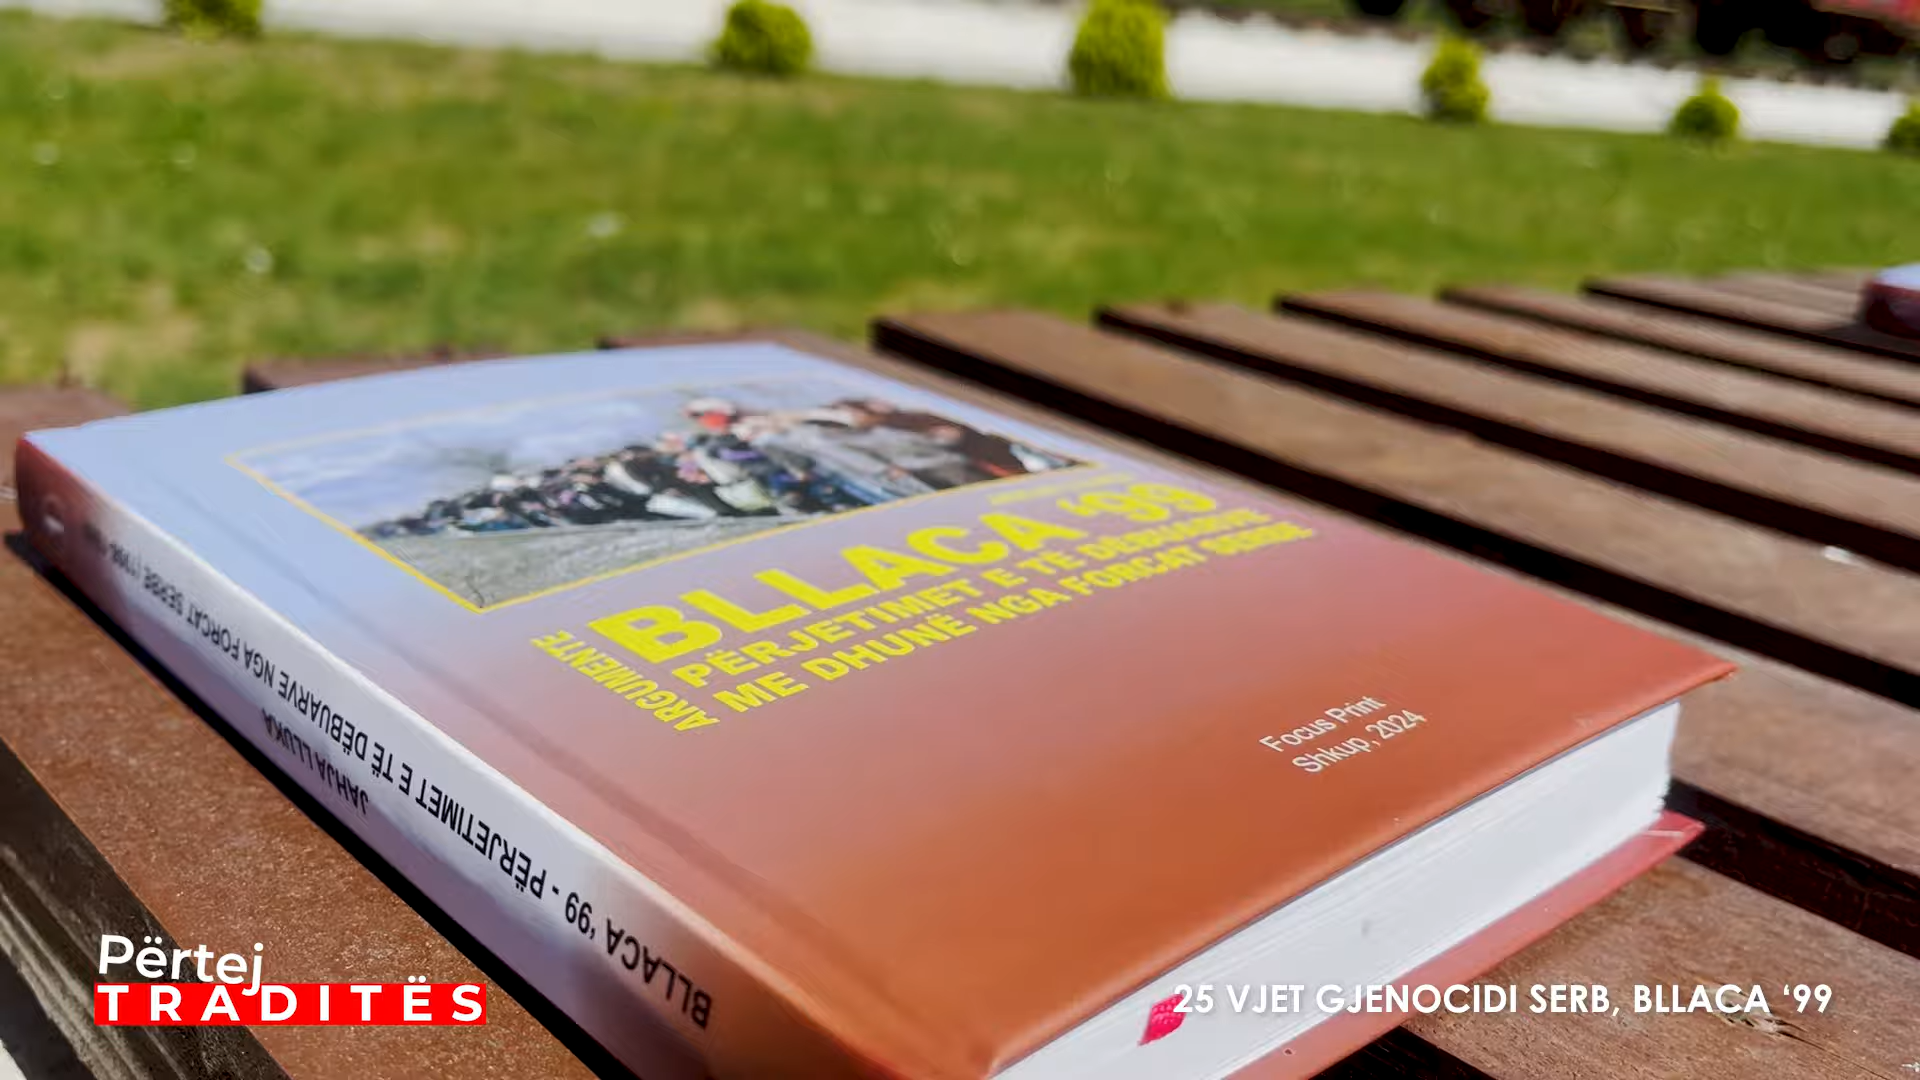 BLLACA ‘99
ARGUMENTE
PËRJETIMET E TË DËBUARVE
ME DHUNË NGA FORCAT SERBE
Focus Print
Shkup, 2024
BLLACA ’99 - PËRJETIMET E TË DËBUARVE NGA FORCAT SERBE
JAHJA LLUKA
Përtej
TRADITËS
25 VJET GJENOCIDI SERB, BLLACA ‘99